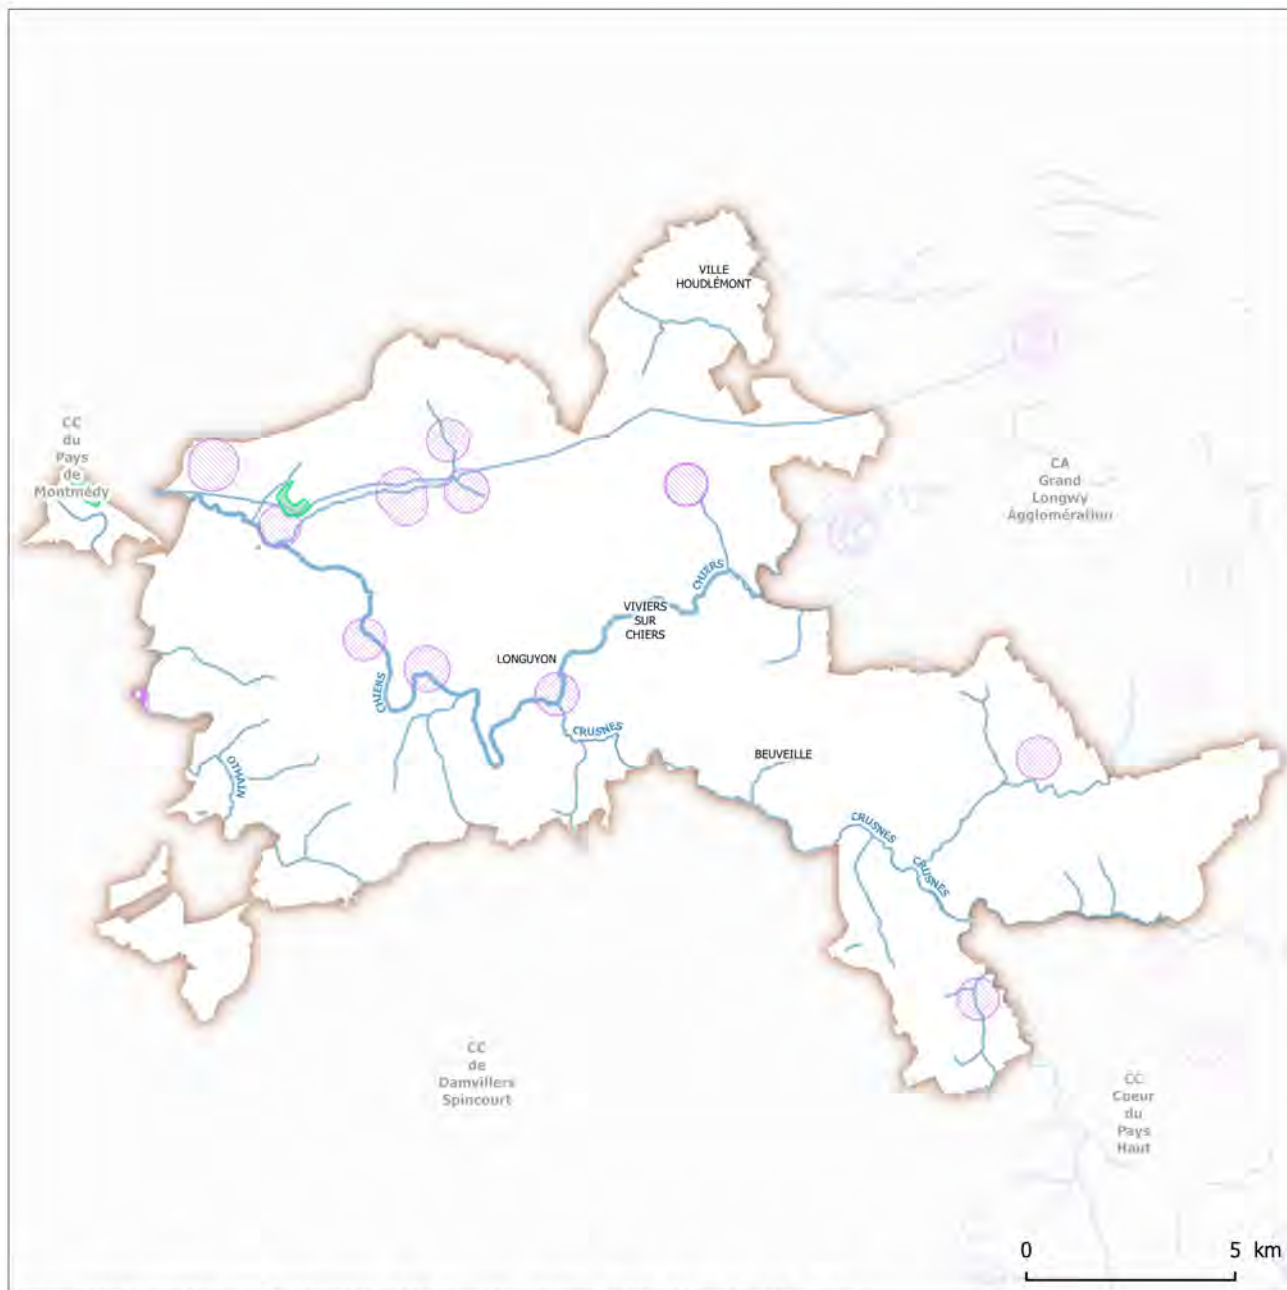 VILLE
HOUDLÉMONT
CC
du
Pays
de
Montmédy
CA
Grand
Longwy
Agglomération
CHIERS
VIVIERS
SUR
CHIERS
LONGUYON
CHIERS
CRUSNES
OTHAIN
BEUVEILLE
CRUSNES
CRUSNES
CC
de
Damvillers
Spincourt
CC
Coeur
du
Pays
Haut
0 5 km